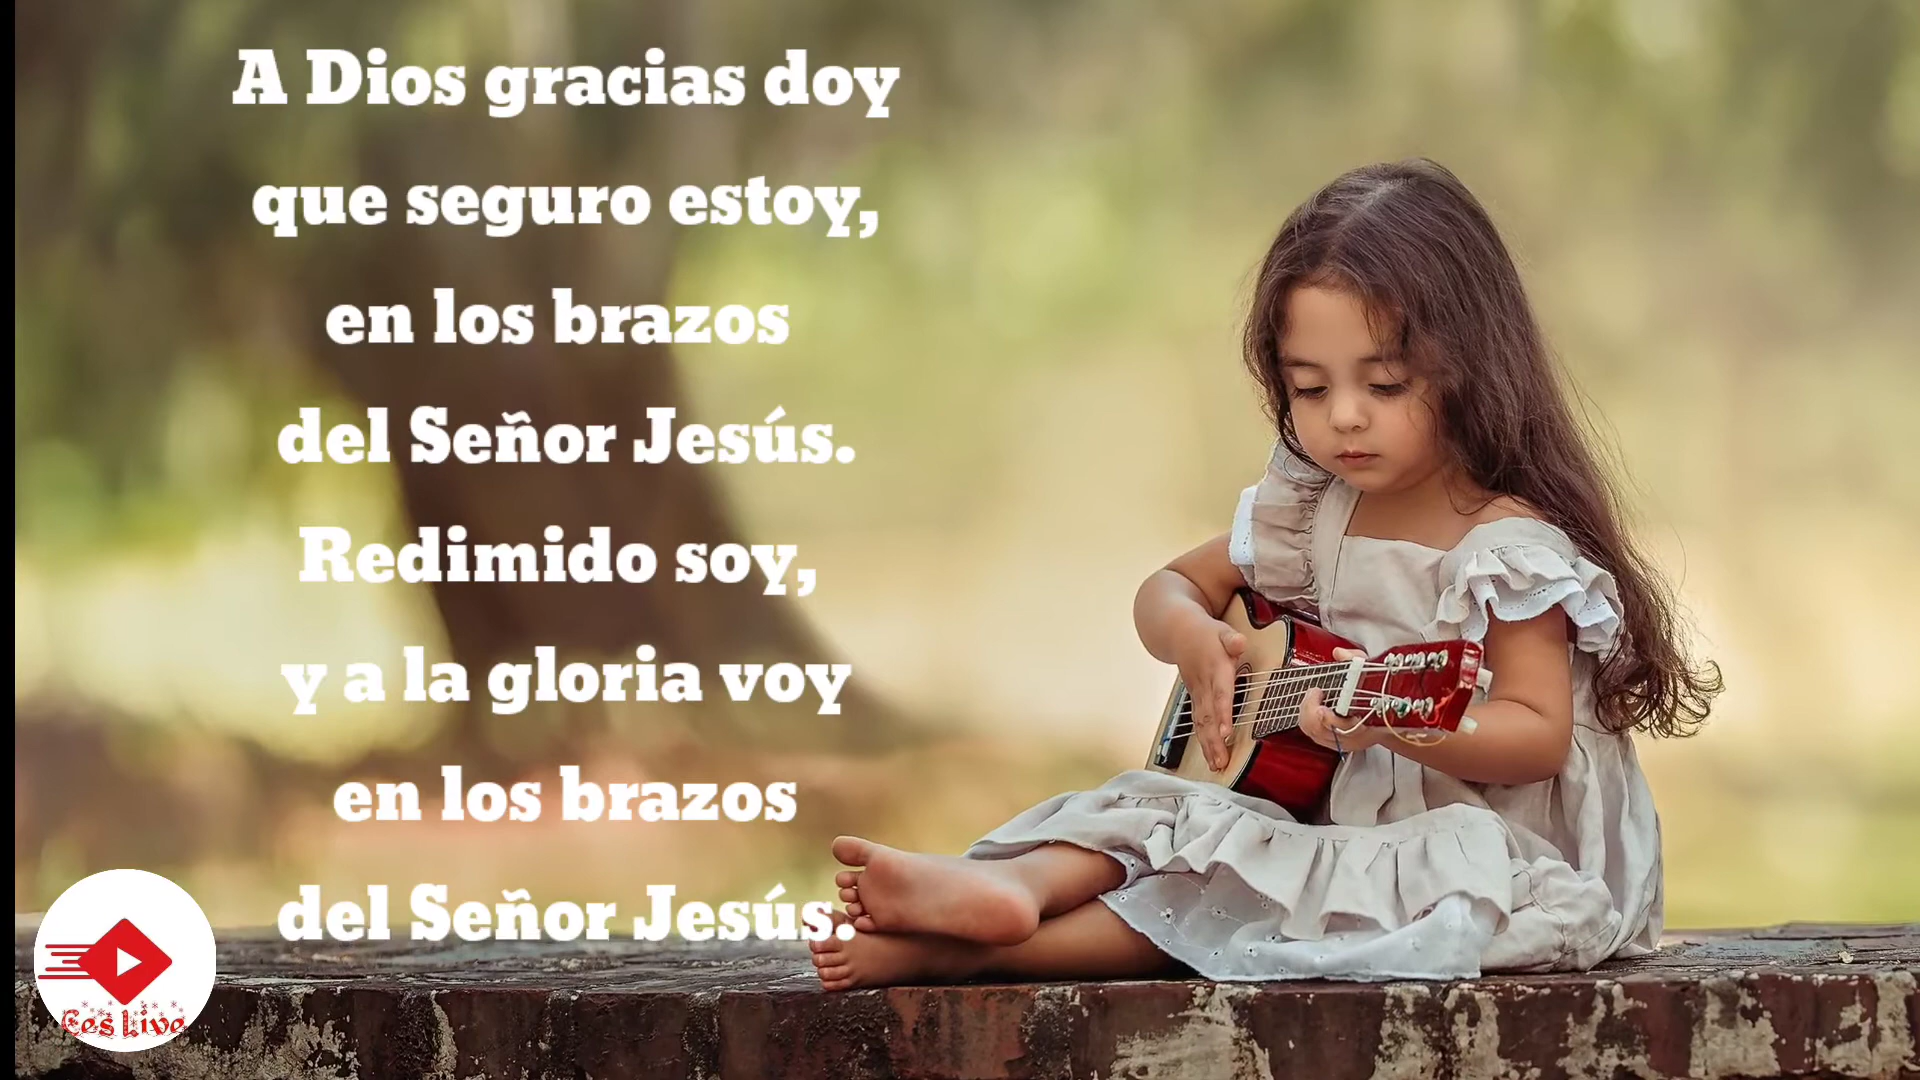 A Dios gracias doy
que seguro estoy,
en los brazos
del Señor Jesús.
Redimido soy,
y a la gloria voy
en los brazos
del Señor Jesús.
Ces Live